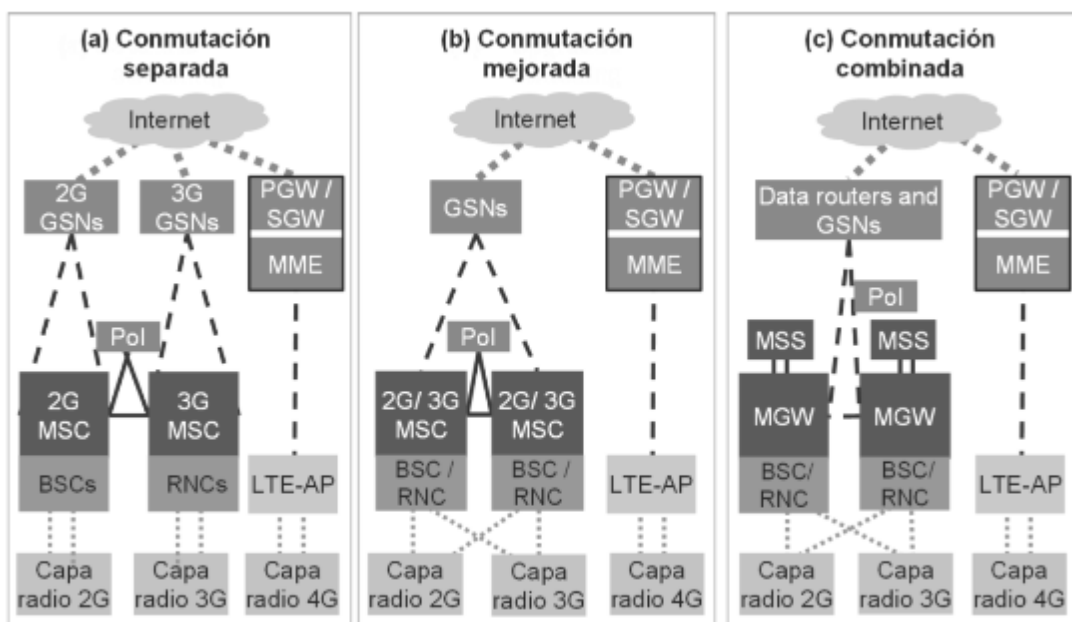 (a) Conmutación
separada
Internet
2G
GSNs
3G
GSNs
PGW /
SGW
MME
PoI
2G
MSC
3G
MSC
BSCs
RNCs
LTE-AP
Capa
radio 2G
Capa
radio 3G
Capa
radio 4G
(b) Conmutación
mejorada
Internet
GSNs
PGW /
SGW
MME
PoI
2G/ 3G
MSC
2G/ 3G
MSC
BSC /
RNC
BSC /
RNC
LTE-AP
Capa
radio 2G
Capa
radio 3G
Capa
radio 4G
(c) Conmutación
combinada
Internet
Data routers and
GSNs
PGW /
SGW
MME
PoI
MSS
MSS
MGW
MGW
BSC/
RNC
BSC/
RNC
LTE-AP
Capa
radio 2G
Capa
radio 3G
Capa
radio 4G